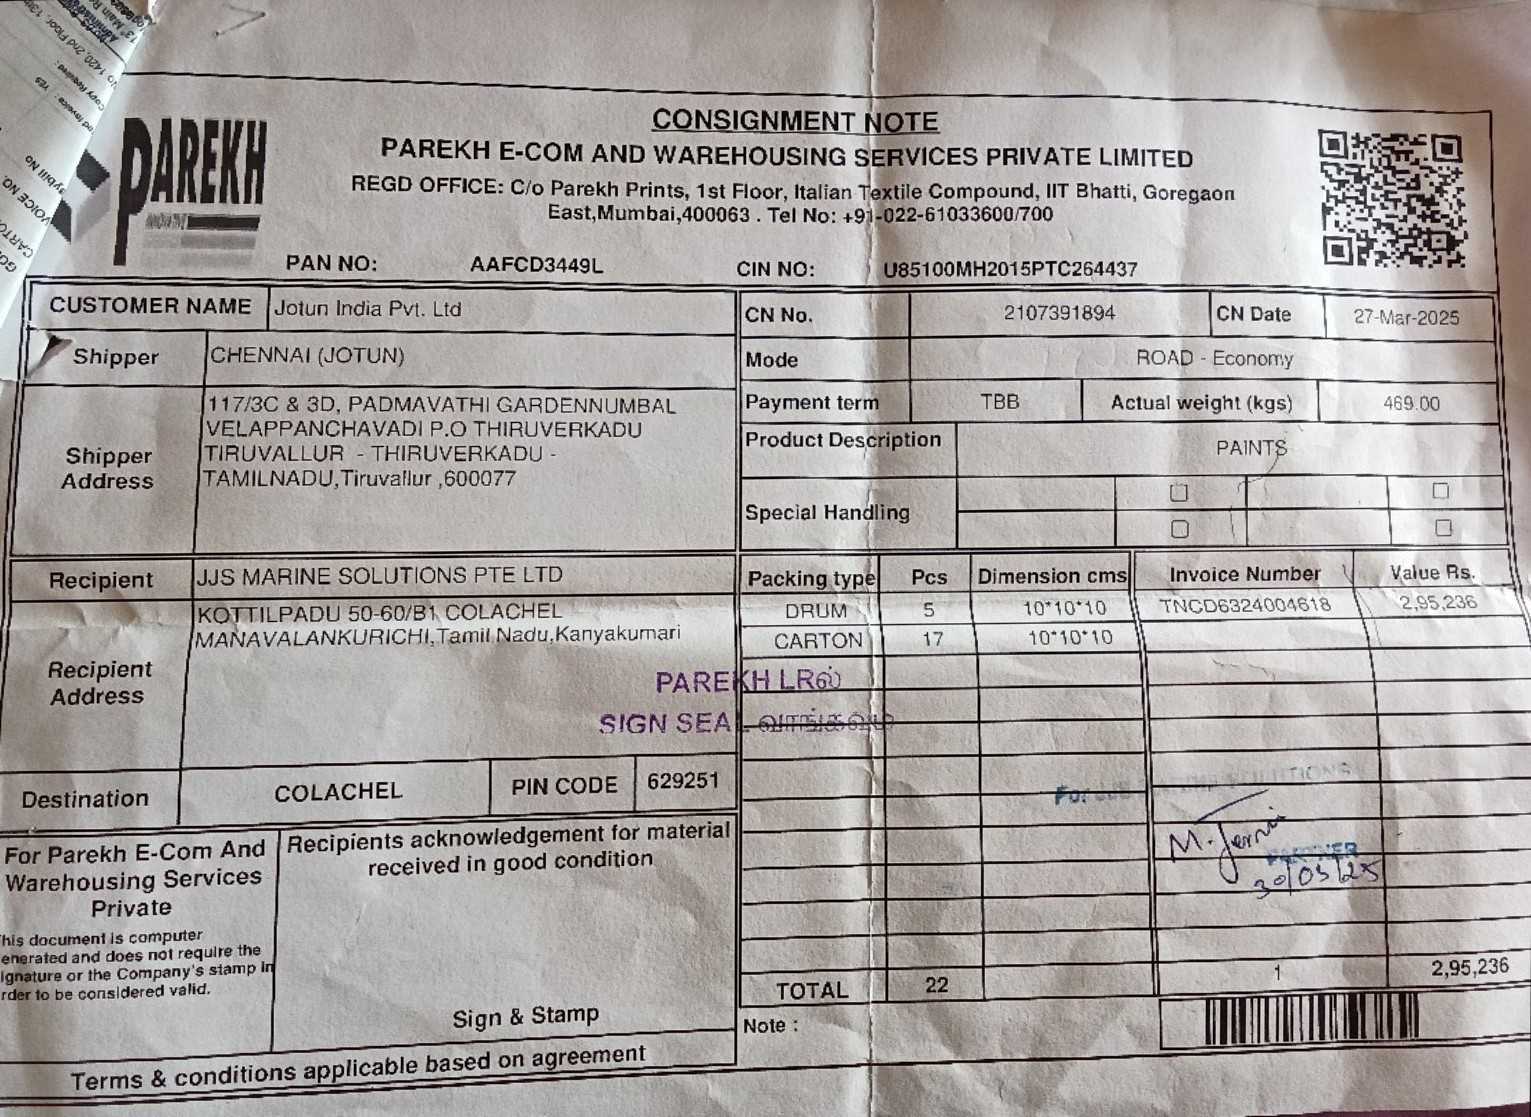 CONSIGNMENT NOTE
PAREKH
PAREKH E-COM AND WAREHOUSING SERVICES PRIVATE LIMITED
REGD OFFICE: C/o Parekh Prints, 1st Floor, Italian Textile Compound, IIT Bhatti, Goregaon
East,Mumbai,400063 . Tel No: +91-022-61033600/700
PAN NO: AAFCD3449L CIN NO: U85100MH2015PTC264437
CUSTOMER NAME Jotun India Pvt. Ltd
CN No. 2107391894 CN Date 27-Mar-2025
Shipper CHENNAI (JOTUN)
Mode ROAD - Economy
Shipper Address
117/3C & 3D, PADMAVATHI GARDENNUMBAL
VELAPPANCHAVADI P.O THIRUVERKADU
TIRUVALLUR - THIRUVERKADU -
TAMILNADU,Tiruvallur ,600077
Payment term TBB Actual weight (kgs) 469.00
Product Description PAINTS
Special Handling
Recipient JJS MARINE SOLUTIONS PTE LTD
Recipient Address
KOTTILPADU 50-60/B1 COLACHEL
MANAVALANKURICHI,Tamil Nadu,Kanyakumari
Packing type Pcs Dimension cms Invoice Number Value Rs.
DRUM 5 10*10*10 TNCD6324004618 2,95,236
CARTON 17 10*10*10
PAREKH LRல்
SIGN SEAL வாங்கவும்
Destination COLACHEL PIN CODE 629251
For
M.
PARTNER
30/03/25
For Parekh E-Com And
Warehousing Services
Private
his document is computer
enerated and does not require the
ignature or the Company's stamp in
rder to be considered valid.
Recipients acknowledgement for material
received in good condition
Sign & Stamp
TOTAL 22 1 2,95,236
Note :
Terms & conditions applicable based on agreement